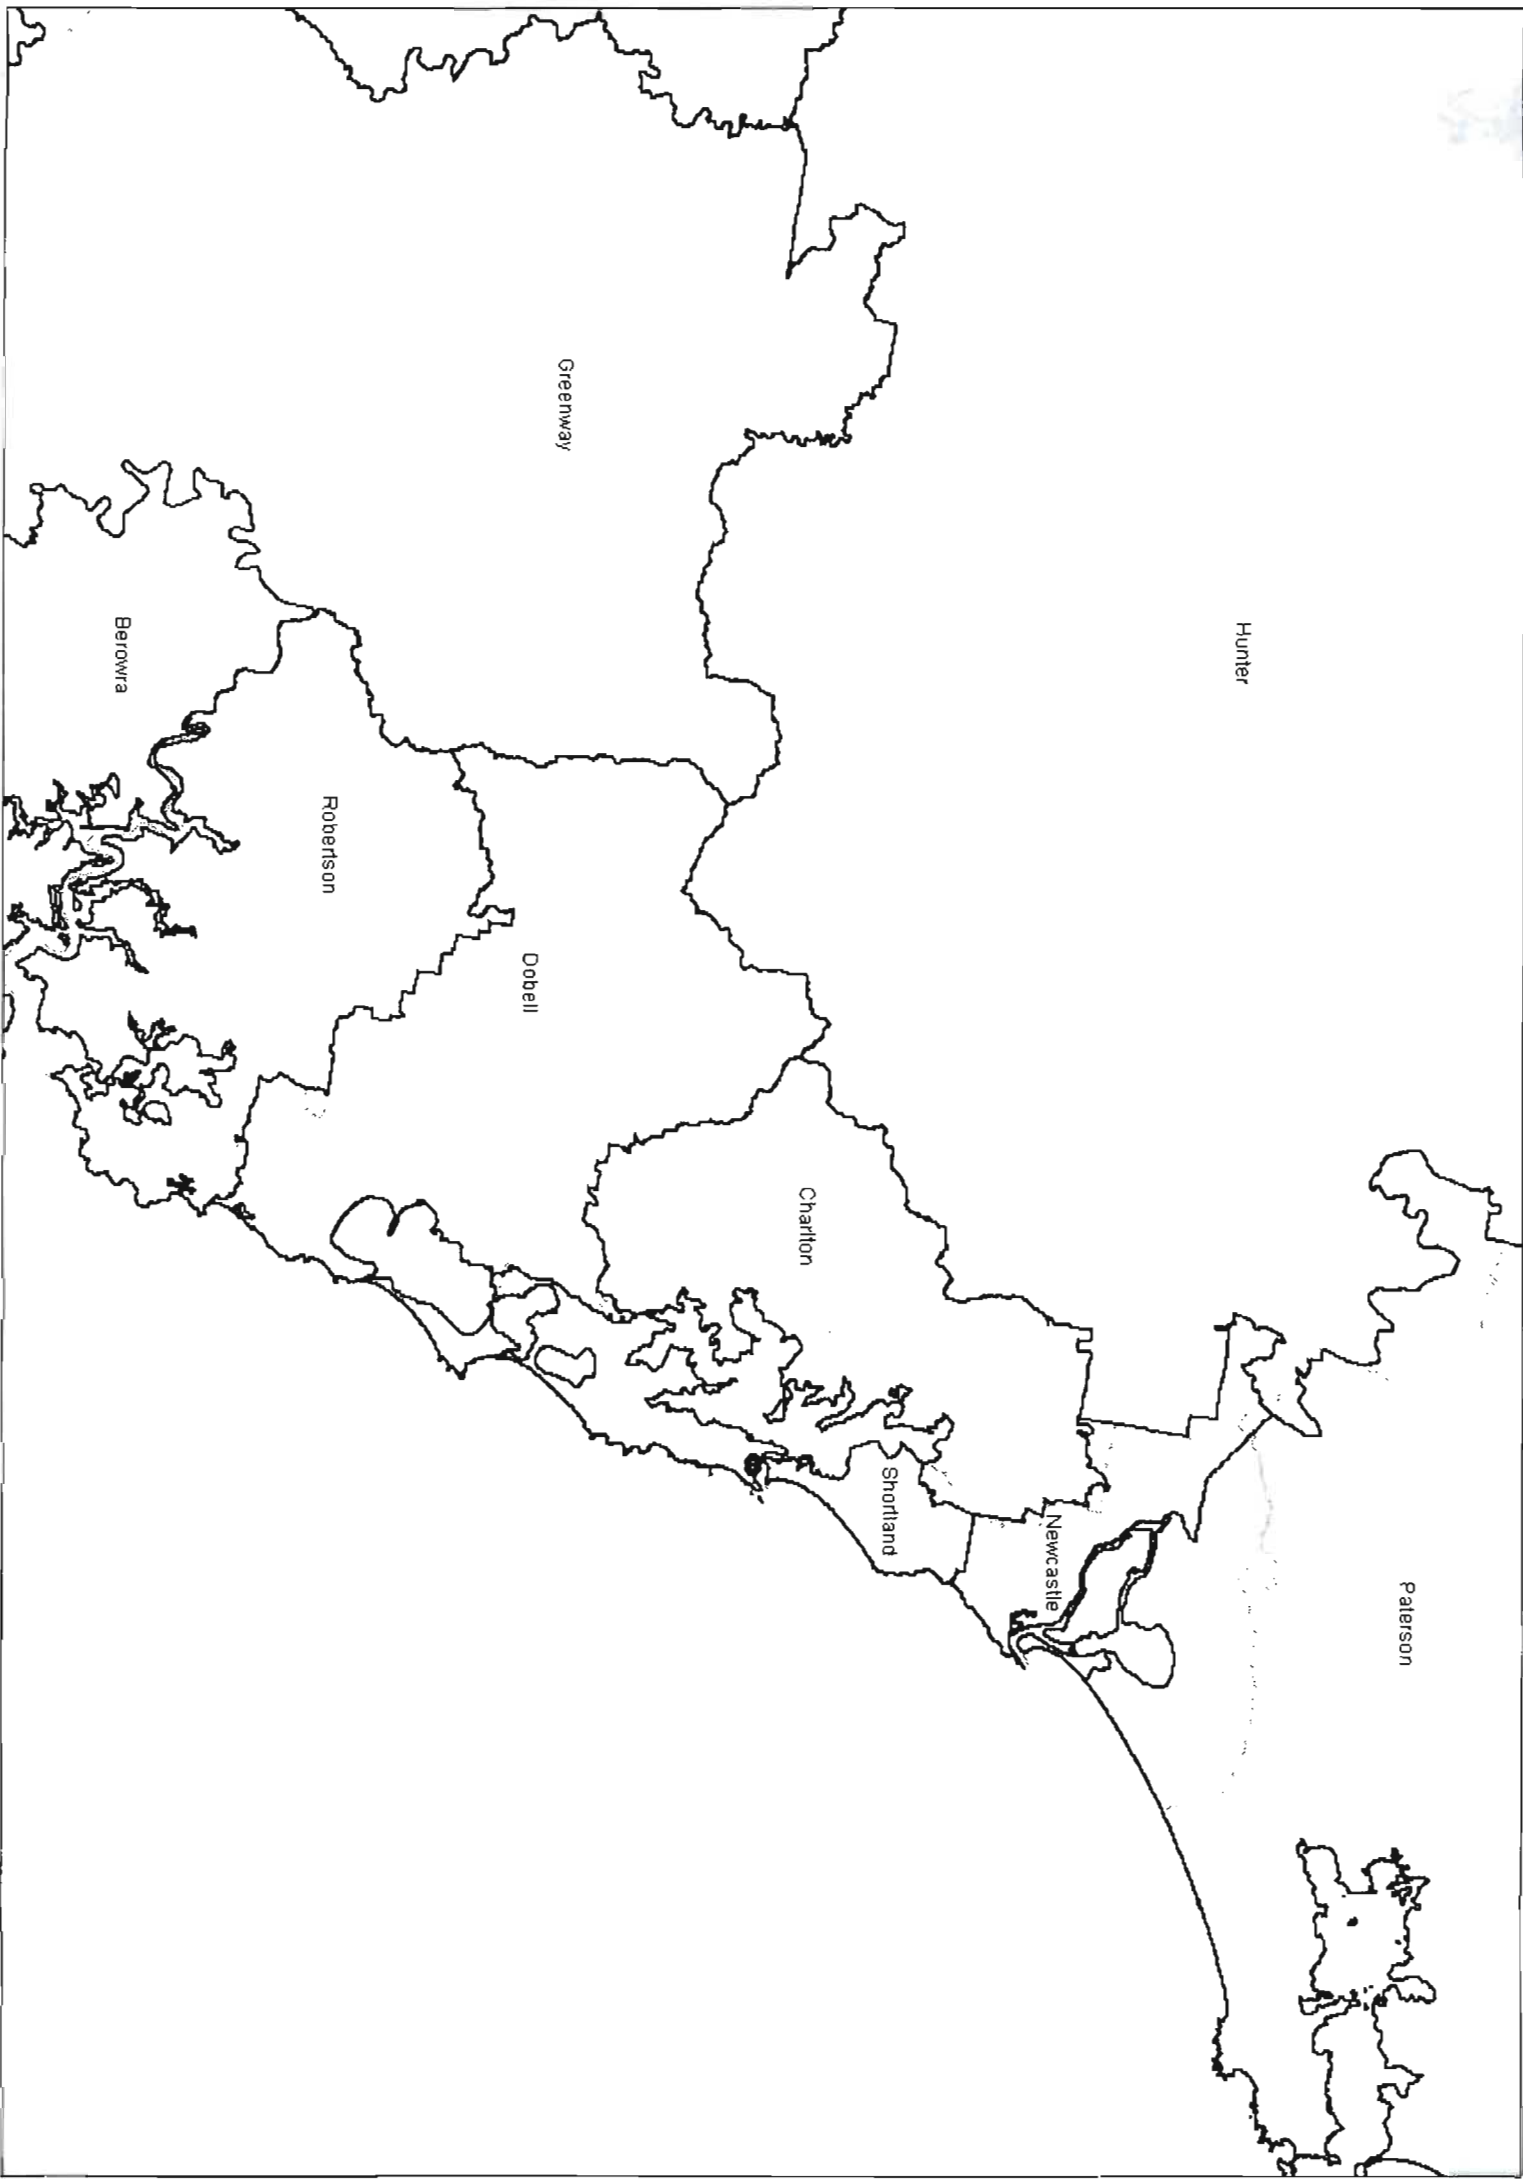 Paterson
Hunter
Newcastle
Shortland
Charlton
Greenway
Dobell
Robertson
Berowra